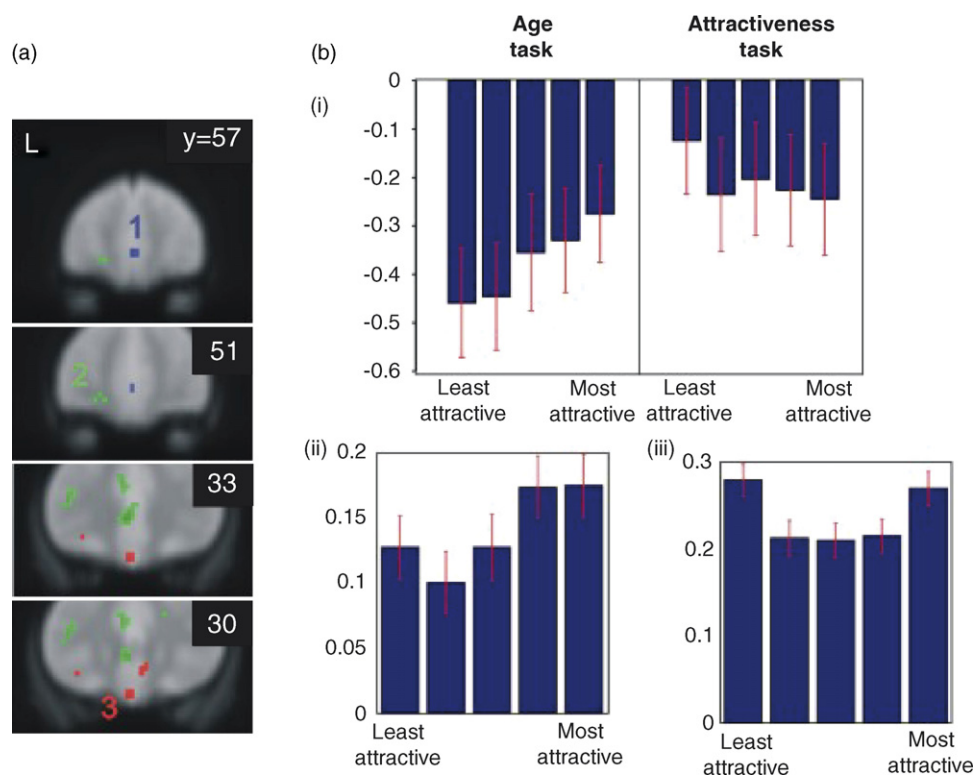 (a)
L
y=57
1
51
2
33
30
3
(b)
Age
task
Attractiveness
task
(i)
0
-0.1
-0.2
-0.3
-0.4
-0.5
-0.6
Least
attractive
Most
attractive
Least
attractive
Most
attractive
(ii)
0.2
0.15
0.1
0.05
0
Least
attractive
Most
attractive
(iii)
0.3
0.2
0.1
0
Least
attractive
Most
attractive